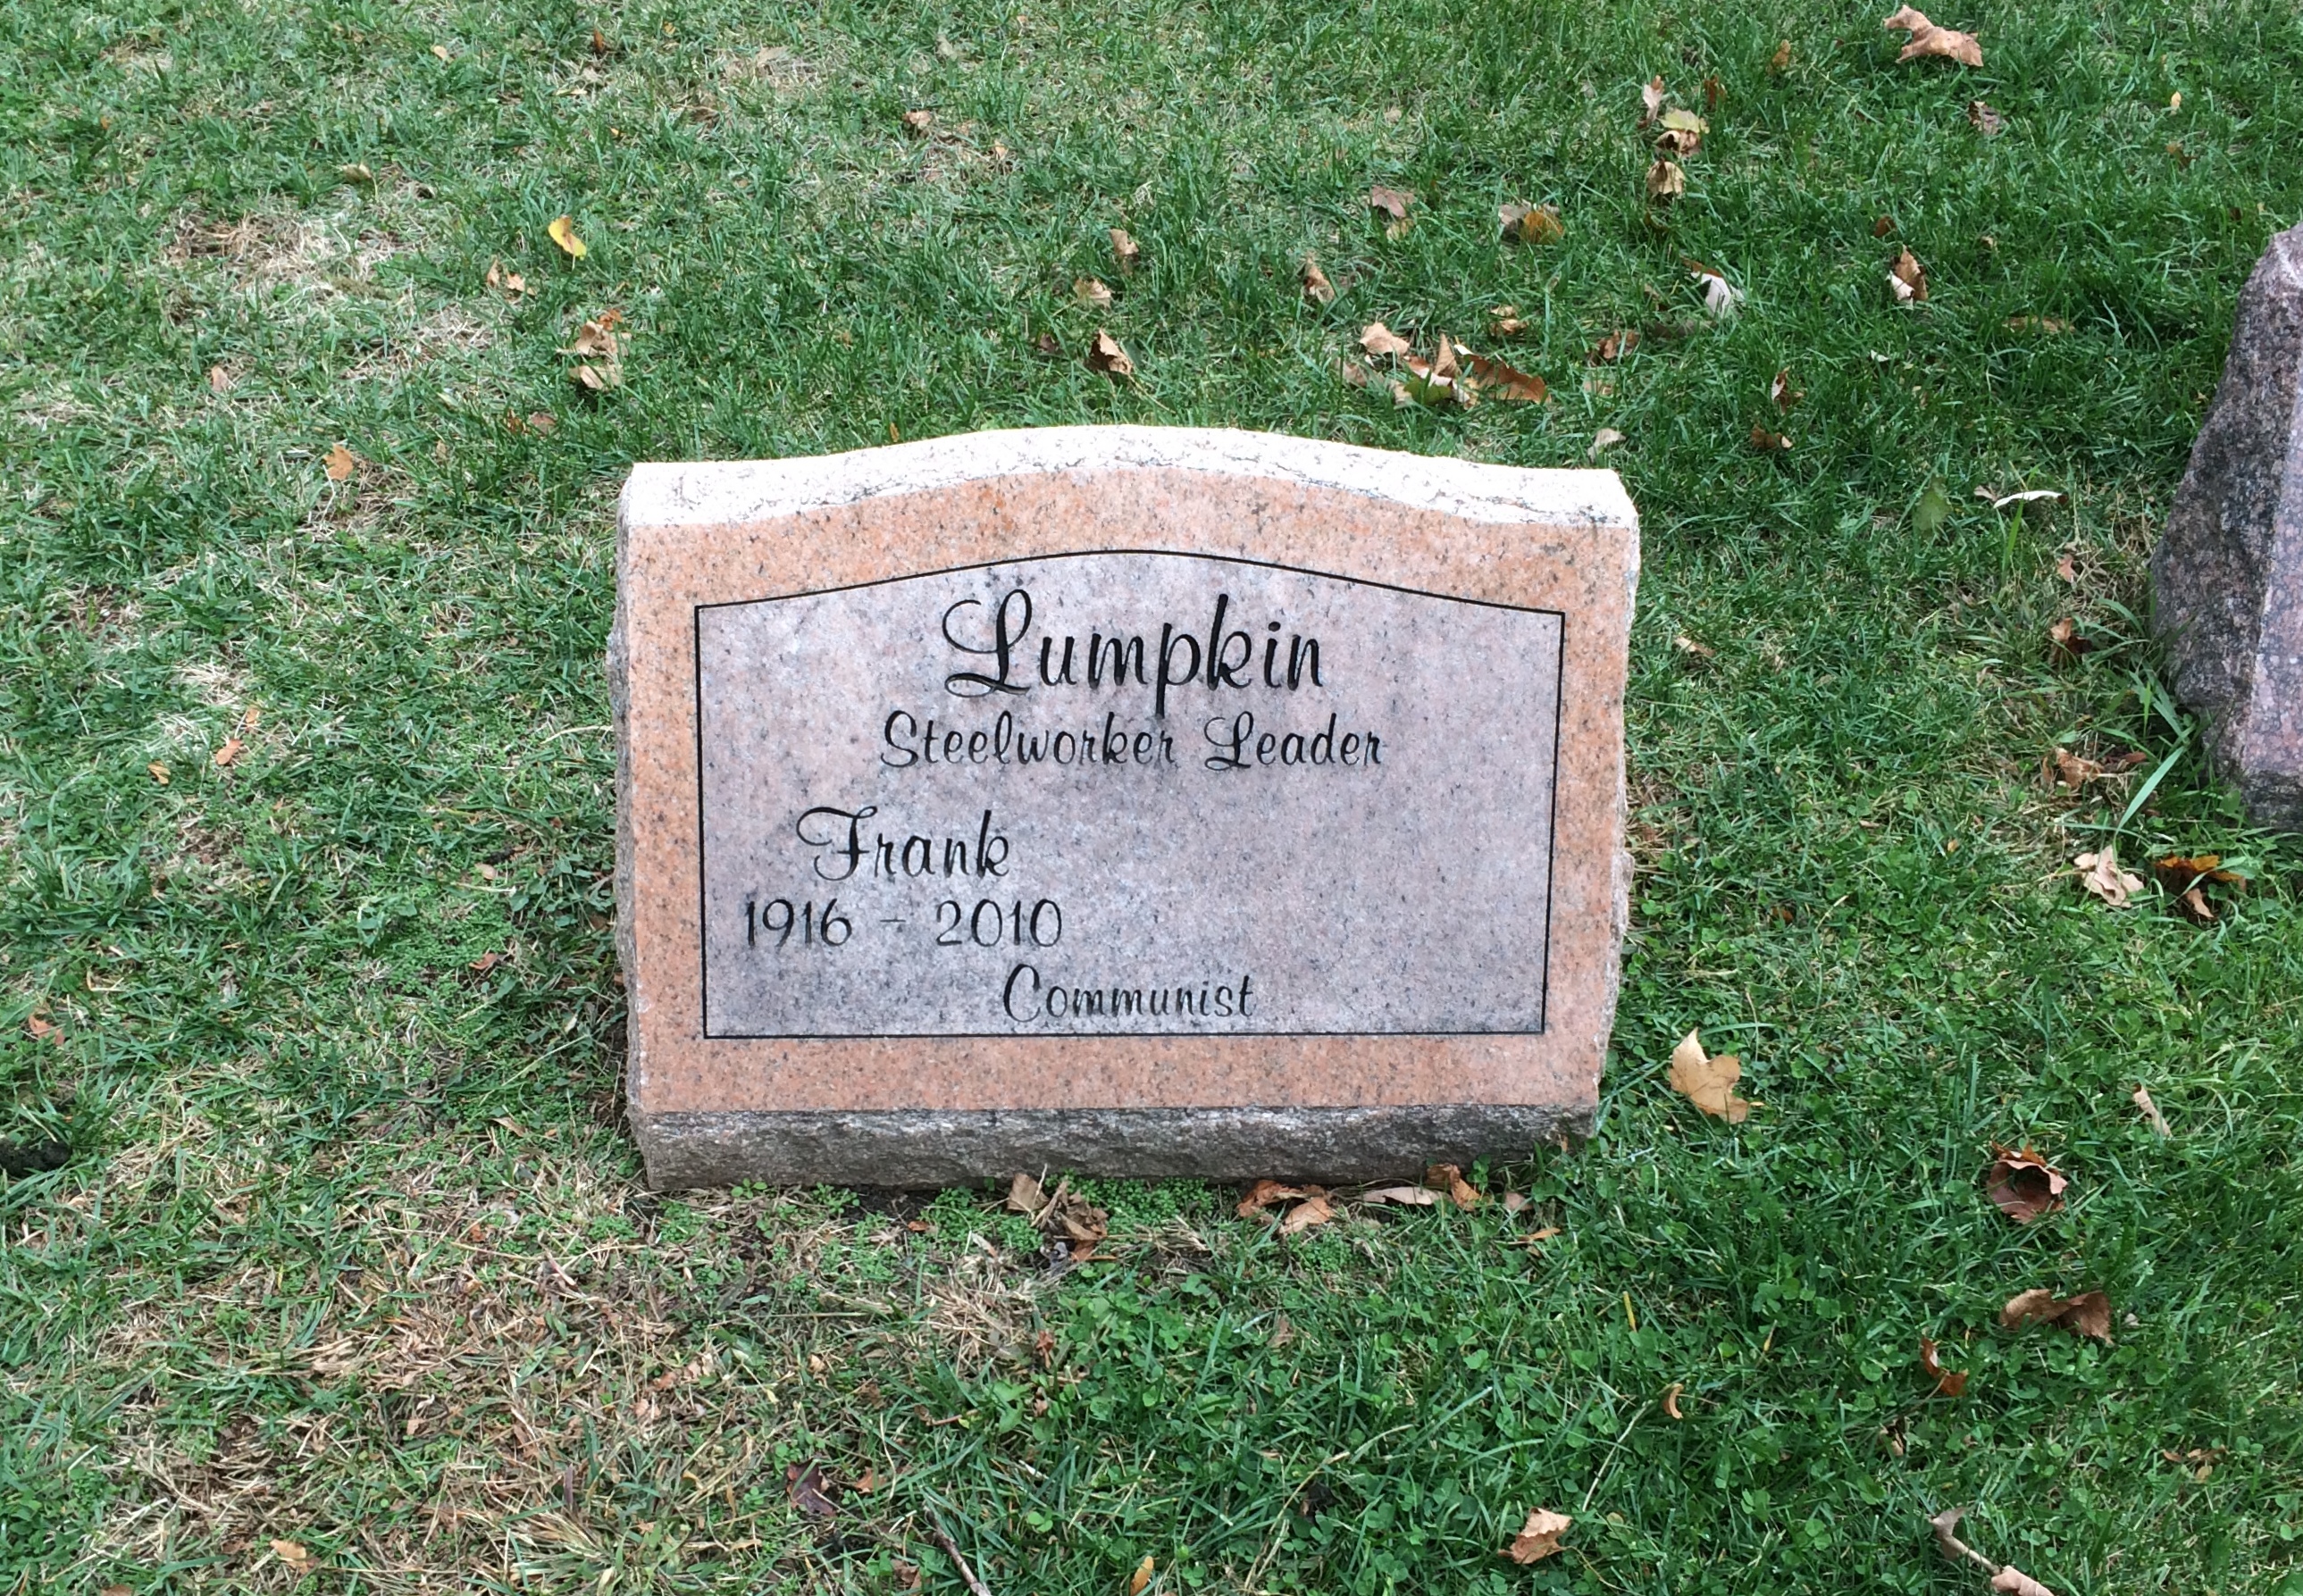 Lumpkin
Steelworker Leader
Frank
1916 - 2010
Communist